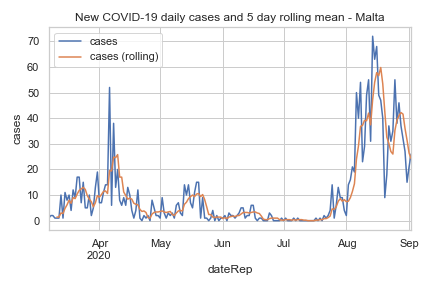 New COVID-19 daily cases and 5 day rolling mean - Malta
cases
cases (rolling)
70
60
50
40
30
20
10
0
cases
Apr
2020
May
Jun
Jul
Aug
Sep
dateRep